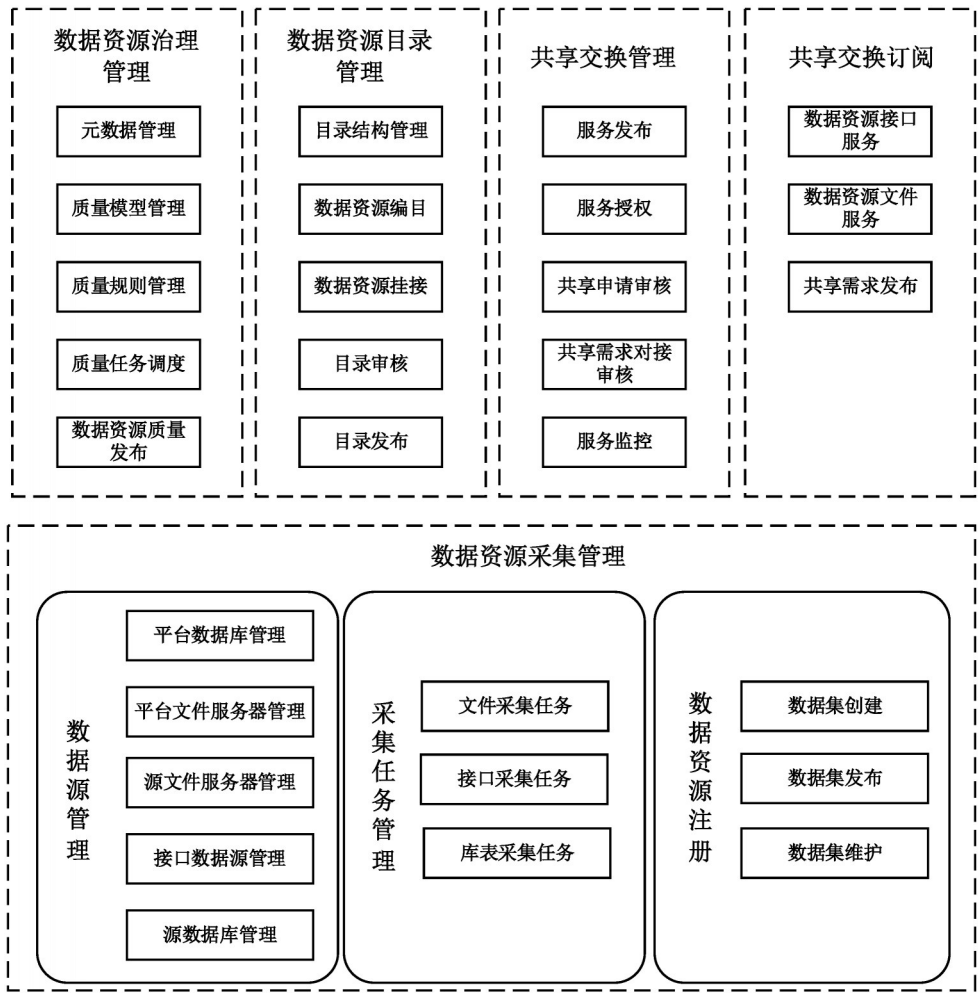 数据资源治理
管理
元数据管理
质量模型管理
质量规则管理
质量任务调度
数据资源质量
发布
数据资源目录
管理
目录结构管理
数据资源编目
数据资源挂接
目录审核
目录发布
共享交换管理
服务发布
服务授权
共享申请审核
共享需求对接
审核
服务监控
共享交换订阅
数据资源接口
服务
数据资源文件
服务
共享需求发布
数据资源采集管理
数据源管理
平台数据库管理
平台文件服务器管理
源文件服务器管理
接口数据源管理
源数据库管理
采集任务管理
文件采集任务
接口采集任务
库表采集任务
数据资源注册
数据集创建
数据集发布
数据集维护